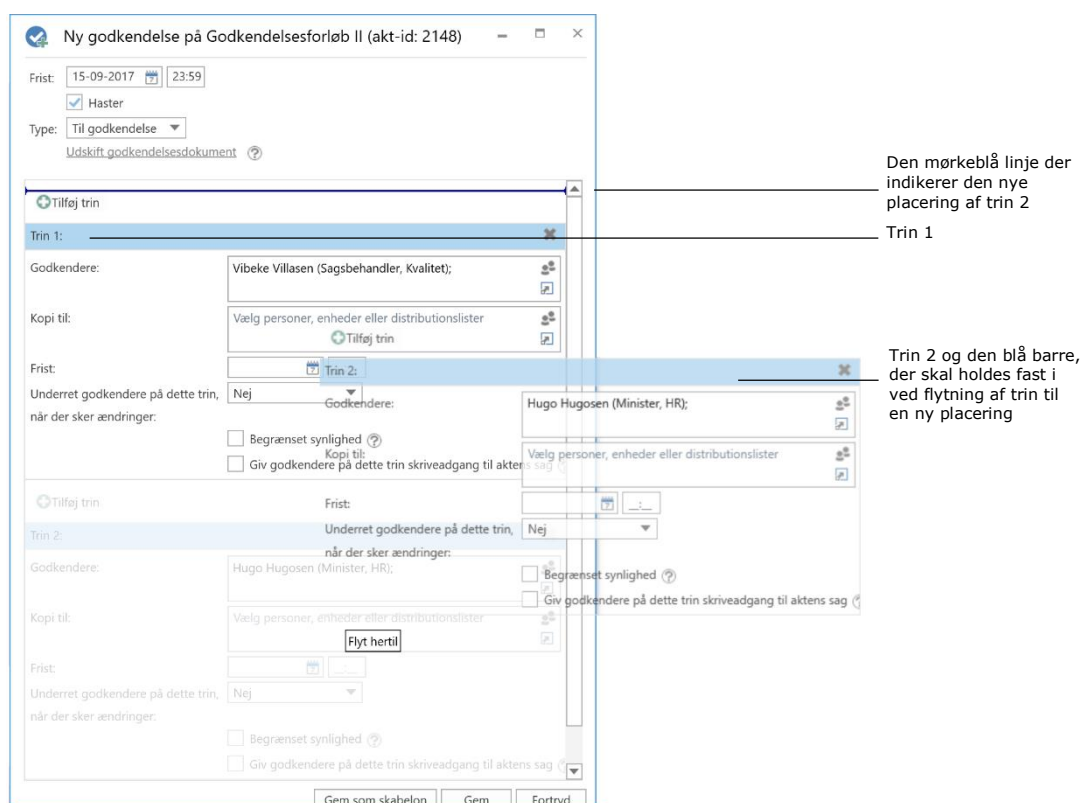 Ny godkendelse på Godkendelsesforløb II (akt-id: 2148)
Frist: 15-09-2017 23:59
Haster
Type: Til godkendelse
Udskift godkendelsesdokument
Tilføj trin
Trin 1:
Godkendere: Vibeke Villasen (Sagsbehandler, Kvalitet);
Kopi til: Vælg personer, enheder eller distributionslister
Frist:
Underret godkendere på dette trin, Nej
når der sker ændringer:
Begrænset synlighed
Giv godkendere på dette trin skriveadgang til aktens sag
Tilføj trin
Trin 2:
Godkendere: Hugo Hugosen (Minister, HR);
Kopi til: Vælg personer, enheder eller distributionslister
Frist:
Underret godkendere på dette trin, Nej
når der sker ændringer:
Begrænset synlighed
Giv godkendere på dette trin skriveadgang til aktens sag
Tilføj trin
Trin 2:
Godkendere: Hugo Hugosen (Minister, HR);
Kopi til: Vælg personer, enheder eller distributionslister
Flyt hertil
Frist:
Underret godkendere på dette trin, Nej
når der sker ændringer:
Begrænset synlighed
Giv godkendere på dette trin skriveadgang til aktens sag
Gem som skabelon Gem Fortryd
Den mørkeblå linje der
indikerer den nye
placering af trin 2
Trin 1
Trin 2 og den blå barre,
der skal holdes fast i
ved flytning af trin til
en ny placering